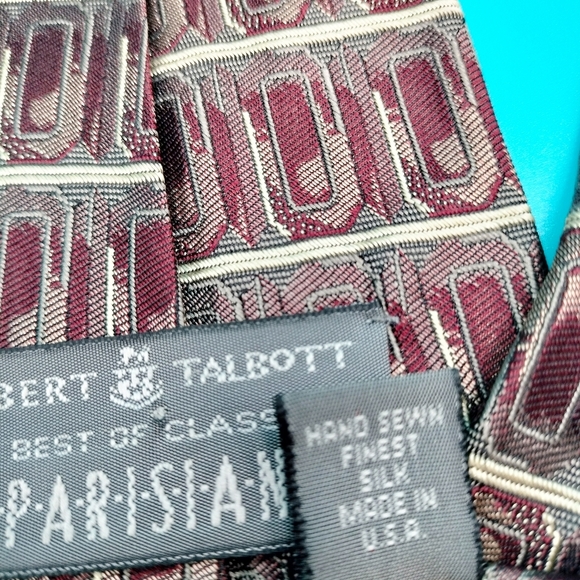 BERT TALBOTT
BEST OF CLASS
P·A·R·I·S·I·A·N
HAND SEWN
FINEST
SILK
MADE IN
U.S.A.